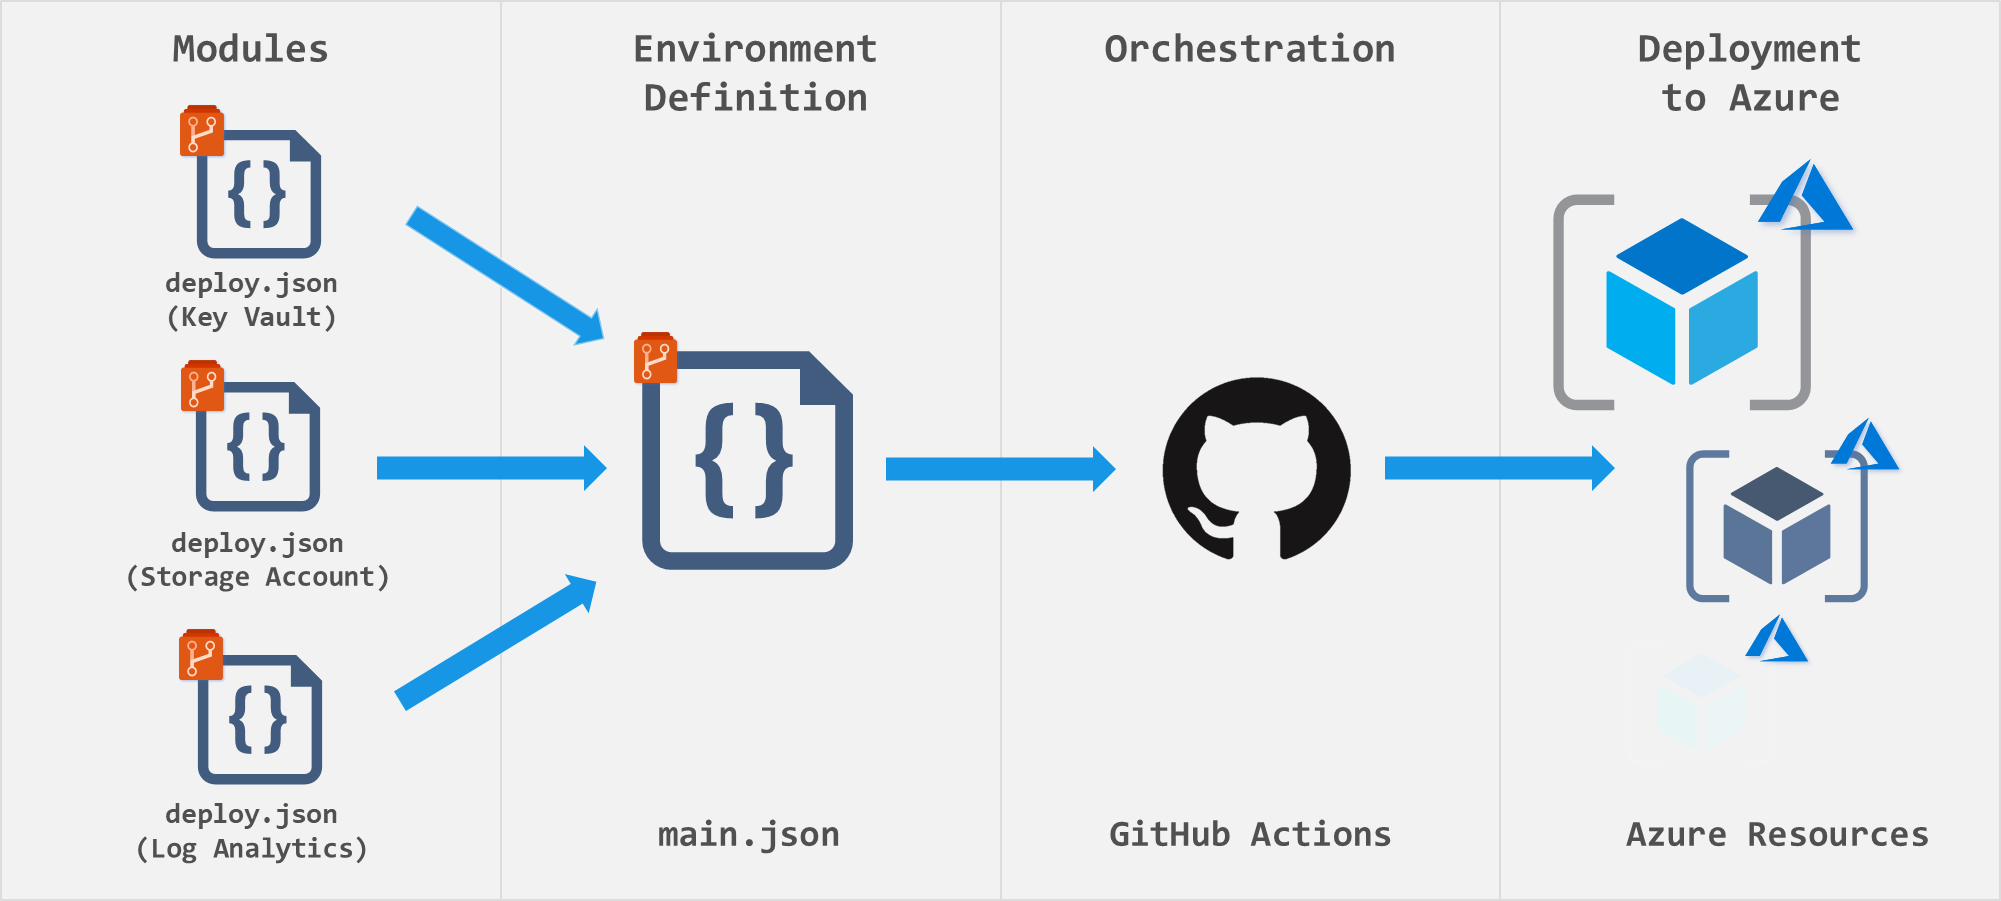 Modules
deploy.json
(Key Vault)
deploy.json
(Storage Account)
deploy.json
(Log Analytics)
Environment
Definition
main.json
Orchestration
GitHub Actions
Deployment
to Azure
Azure Resources